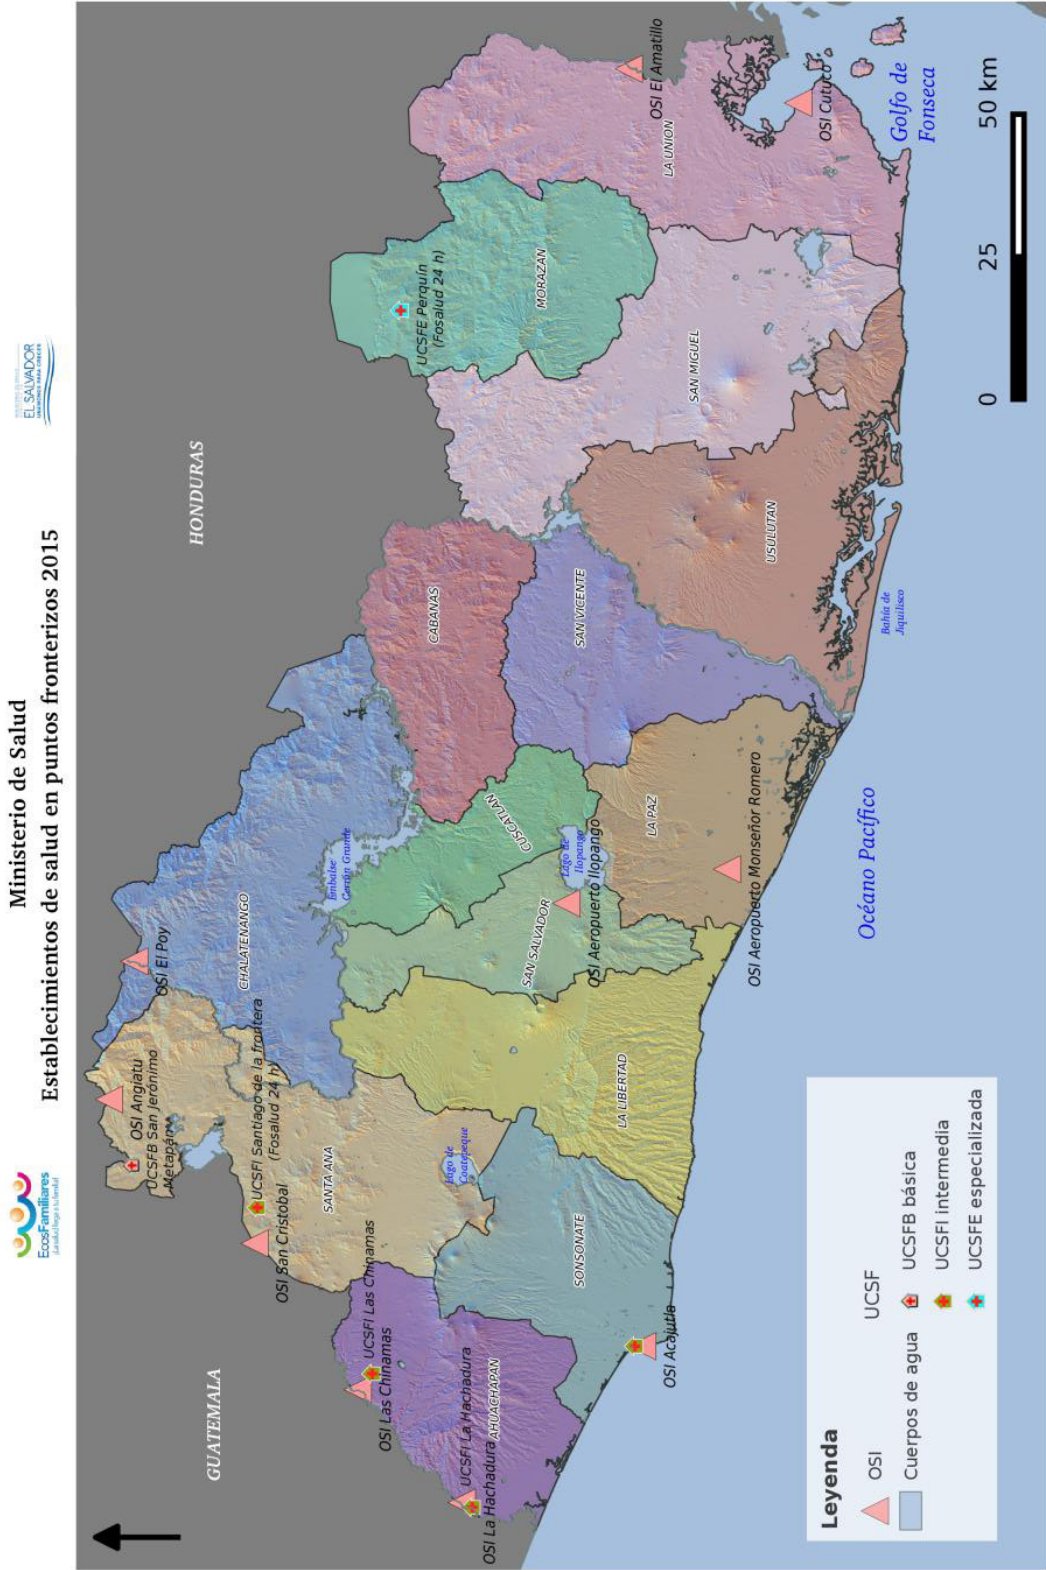 Ministerio de Salud
Establecimientos de salud en puntos fronterizos 2015
EcosFamiliares
EL SALVADOR
UNÁMONOS PARA CRECER
GUATEMALA
HONDURAS
OSI Angiatu
UCSFB San Jerónimo
Metapán
OSI El Poy
CHALATENANGO
UCSFI Santiago de la frontera
(Fosalud 24 h)
OSI San Cristobal
SANTA ANA
Embalse
Cerrón Grande
UCSFI Las Chinamas
OSI Las Chinamas
UCSFI La Hachadura
OSI La Hachadura
AHUACHAPAN
Lago de
Coatepeque
SONSONATE
OSI Acajutla
LA LIBERTAD
SAN SALVADOR
CUSCATLAN
Lago de
Ilopango
OSI Aeropuerto Ilopango
LA PAZ
OSI Aeropuerto Monseñor Romero
CABANAS
SAN VICENTE
USULUTAN
Bahía de
Jiquilisco
UCSFE Perquín
(Fosalud 24 h)
MORAZAN
SAN MIGUEL
OSI El Amatillo
LA UNION
OSI Cutuco
Golfo de
Fonseca
Océano Pacífico
0 25 50 km
Leyenda
OSI
Cuerpos de agua
UCSF
UCSFB básica
UCSFI intermedia
UCSFE especializada